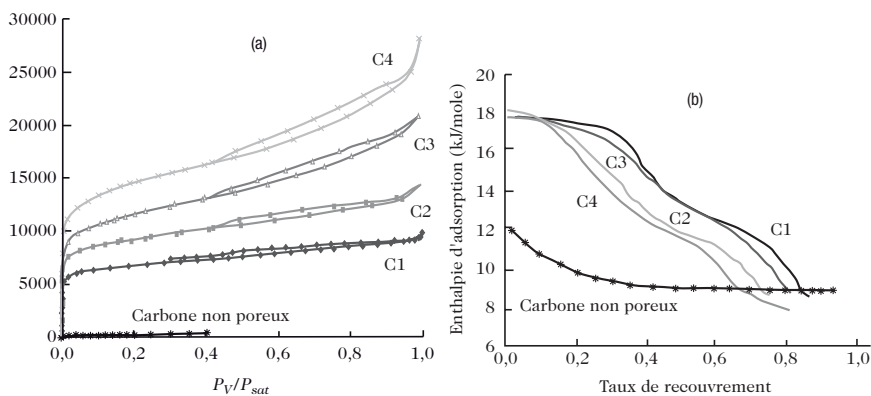 30000
25000
20000
15000
10000
5000
0
0,0 0,2 0,4 0,6 0,8 1,0
P_V/P_sat
(a)
C4
C3
C2
C1
Carbone non poreux
Enthalpie d'adsorption (kJ/mole)
20
18
16
14
12
10
8
6
0,0 0,2 0,4 0,6 0,8 1,0
Taux de recouvrement
(b)
C3
C4
C2
C1
Carbone non poreux